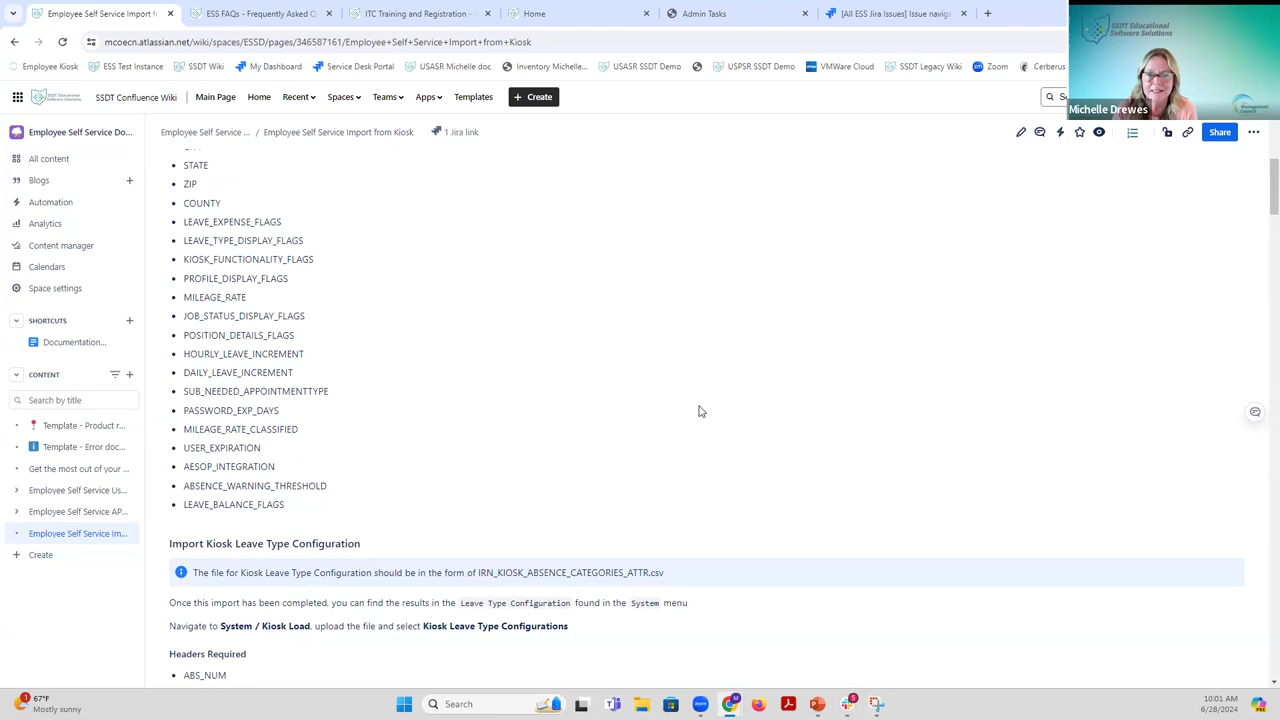 Employee Self Service Import from
ESS FAQs - Frequently Asked Q
ITC Training and Registration -
Home
Admin Tasks
[All ESS Jira Issues] Issue navig
mcoecn.atlassian.net/wiki/spaces/ESSD/pages/346587161/Employee+Self+Service+Import+from+Kiosk
Employee Kiosk
ESS Test Instance
SSDT Wiki
My Dashboard
Service Desk Portal
USASR Michelle doc
Inventory Michelle...
USASR SSDT Demo
USPSR SSDT Demo
VMWare Cloud
SSDT Legacy Wiki
Zoom
Cerberus
SSDT Educational
Software Solutions
Management
Council
Michelle Drewes
SSDT Confluence Wiki
Main Page
Home
Recent
Spaces
Teams
Apps
Templates
Create
Employee Self Service Do...
Employee Self Service ... / Employee Self Service Import from Kiosk
1 Jira link
Share
All content
Blogs
Automation
Analytics
Content manager
Calendars
Space settings
SHORTCUTS
Documentation...
CONTENT
Search by title
Template - Product r...
Template - Error doc...
Get the most out of your ...
Employee Self Service Us...
Employee Self Service AP...
Employee Self Service Im...
Create
STATE
ZIP
COUNTY
LEAVE_EXPENSE_FLAGS
LEAVE_TYPE_DISPLAY_FLAGS
KIOSK_FUNCTIONALITY_FLAGS
PROFILE_DISPLAY_FLAGS
MILEAGE_RATE
JOB_STATUS_DISPLAY_FLAGS
POSITION_DETAILS_FLAGS
HOURLY_LEAVE_INCREMENT
DAILY_LEAVE_INCREMENT
SUB_NEEDED_APPOINTMENTTYPE
PASSWORD_EXP_DAYS
MILEAGE_RATE_CLASSIFIED
USER_EXPIRATION
AESOP_INTEGRATION
ABSENCE_WARNING_THRESHOLD
LEAVE_BALANCE_FLAGS
Import Kiosk Leave Type Configuration
The file for Kiosk Leave Type Configuration should be in the form of IRN_KIOSK_ABSENCE_CATEGORIES_ATTR.csv
Once this import has been completed, you can find the results in the Leave Type Configuration found in the System menu
Navigate to System / Kiosk Load, upload the file and select Kiosk Leave Type Configurations
Headers Required
ABS_NUM
67°F
Mostly sunny
Search
10:01 AM
6/28/2024